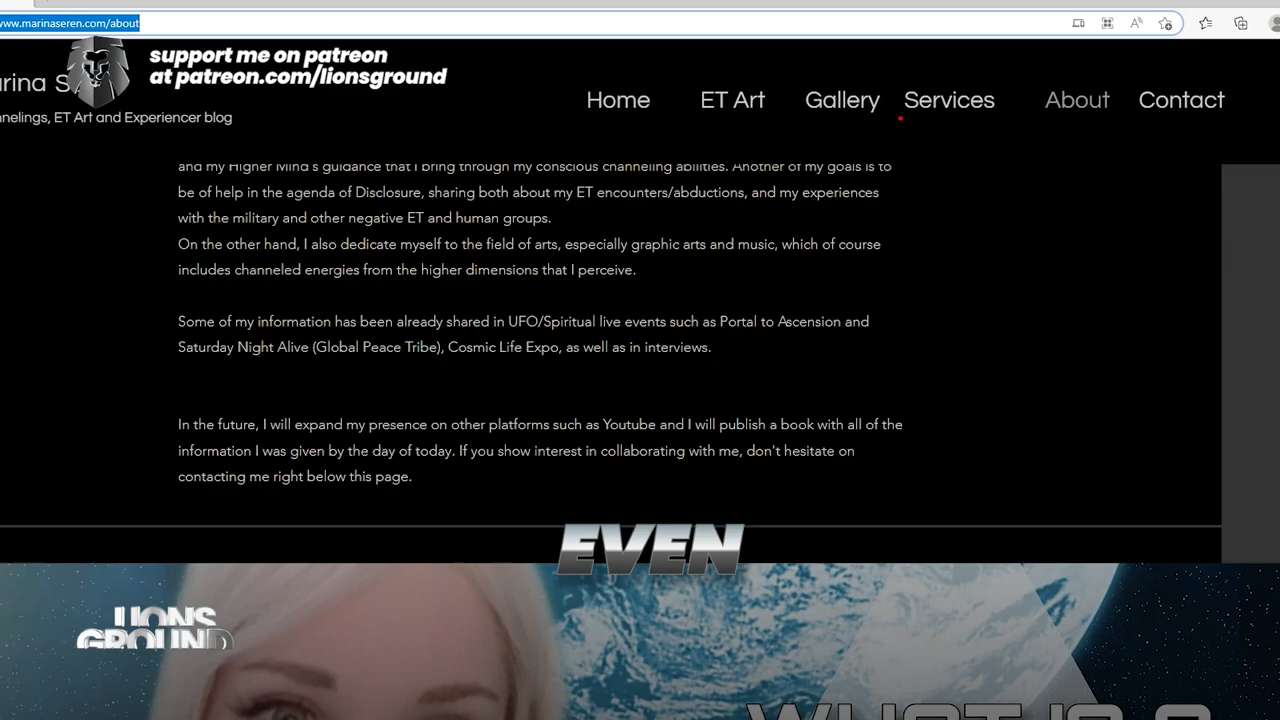 www.marinaseren.com/about
support me on patreon
at patreon.com/lionsground
Home ET Art Gallery Services About Contact
ET Art and Experiencer blog
and my Higher Mind's guidance that I bring through my conscious channeling abilities. Another of my goals is to
be of help in the agenda of Disclosure, sharing both about my ET encounters/abductions, and my experiences
with the military and other negative ET and human groups.
On the other hand, I also dedicate myself to the field of arts, especially graphic arts and music, which of course
includes channeled energies from the higher dimensions that I perceive.
Some of my information has been already shared in UFO/Spiritual live events such as Portal to Ascension and
Saturday Night Alive (Global Peace Tribe), Cosmic Life Expo, as well as in interviews.
In the future, I will expand my presence on other platforms such as Youtube and I will publish a book with all of the
information I was given by the day of today. If you show interest in collaborating with me, don't hesitate on
contacting me right below this page.
EVEN
LIONS
GROUND